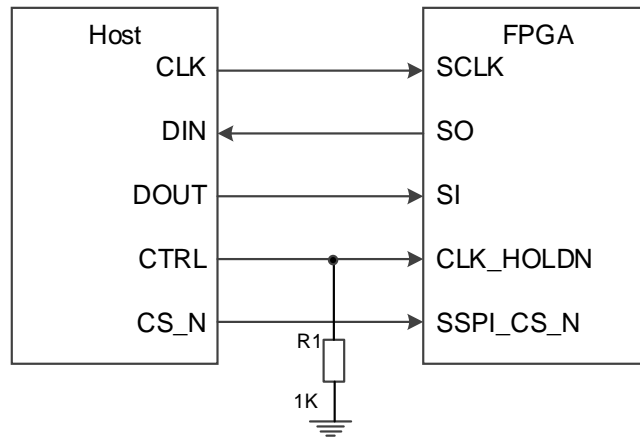 Host
FPGA
CLK
SCLK
DIN
SO
DOUT
SI
CTRL
CLK_HOLDN
CS_N
SSPI_CS_N
R1
1K